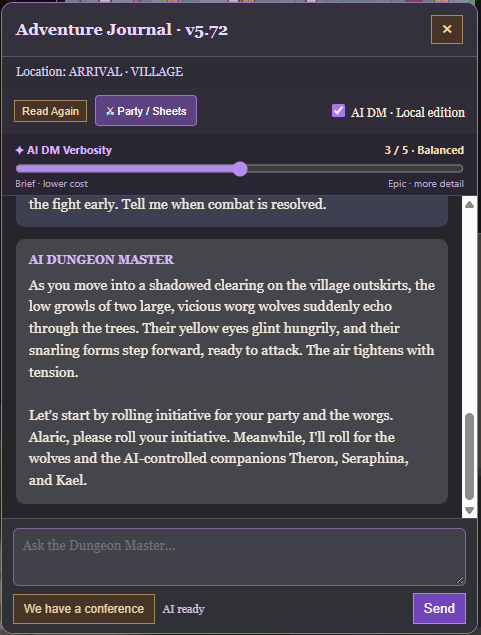 Adventure Journal · v5.72
×
Location: ARRIVAL · VILLAGE
Read Again
⚔ Party / Sheets
AI DM · Local edition
✦ AI DM Verbosity
3 / 5 · Balanced
Brief · lower cost
Epic · more detail
the fight early. Tell me when combat is resolved.
AI DUNGEON MASTER
As you move into a shadowed clearing on the village outskirts, the
low growls of two large, vicious worg wolves suddenly echo
through the trees. Their yellow eyes glint hungrily, and their
snarling forms step forward, ready to attack. The air tightens with
tension.
Let's start by rolling initiative for your party and the worgs.
Alaric, please roll your initiative. Meanwhile, I'll roll for the
wolves and the AI-controlled companions Theron, Seraphina,
and Kael.
Ask the Dungeon Master...
We have a conference
AI ready
Send